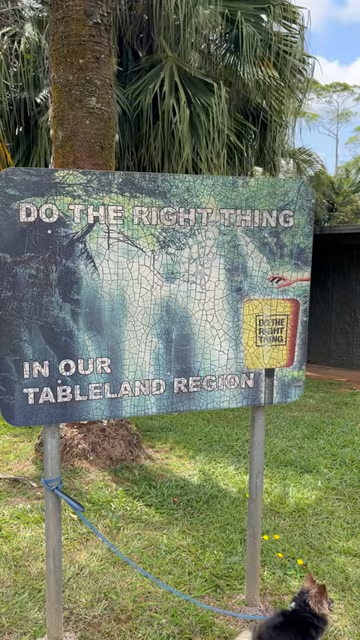 DO THE RIGHT THING
DO THE
RIGHT
THING
IN OUR
TABLELAND REGION